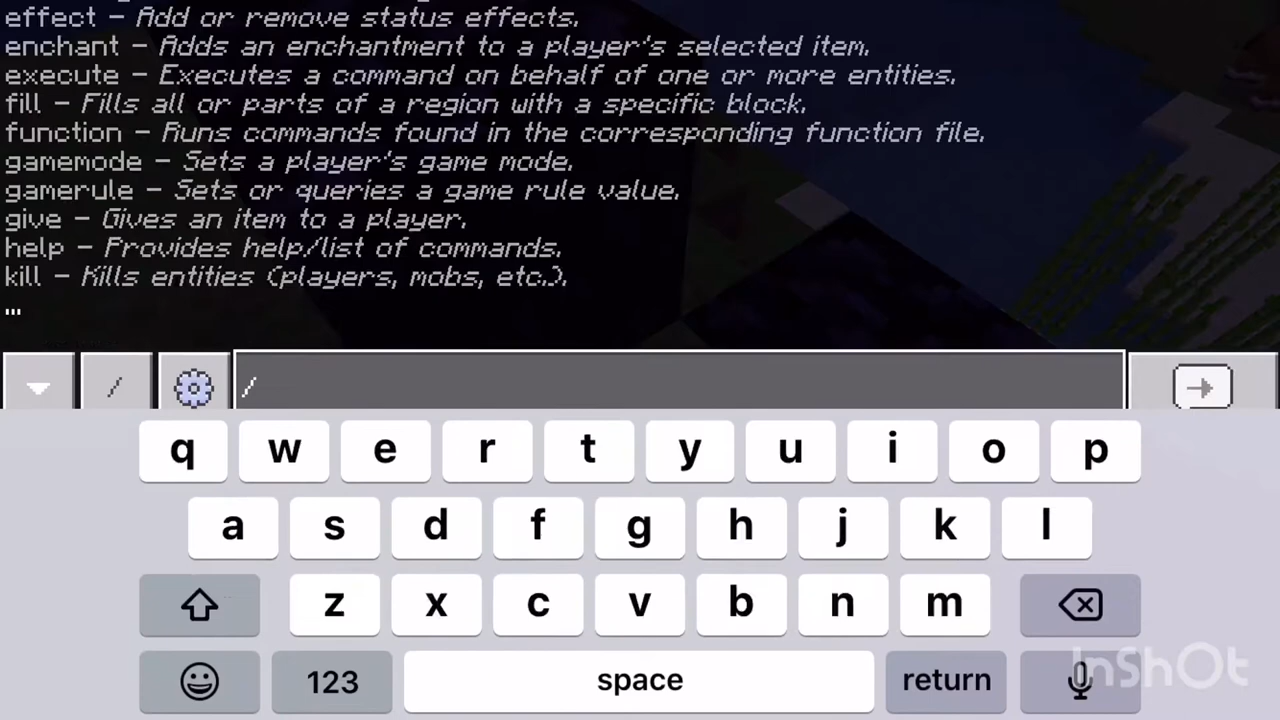 effect – Add or remove status effects.
enchant – Adds an enchantment to a player's selected item.
execute – Executes a command on behalf of one or more entities.
fill – Fills all or parts of a region with a specific block.
function – Runs commands found in the corresponding function file.
gamemode – Sets a player's game mode.
gamerule – Sets or queries a game rule value.
give – Gives an item to a player.
help – Provides help/list of commands.
kill – Kills entities (players, mobs, etc.).
...
/ /
q w e r t y u i o p
a s d f g h j k l
z x c v b n m
123 space return
InShOt